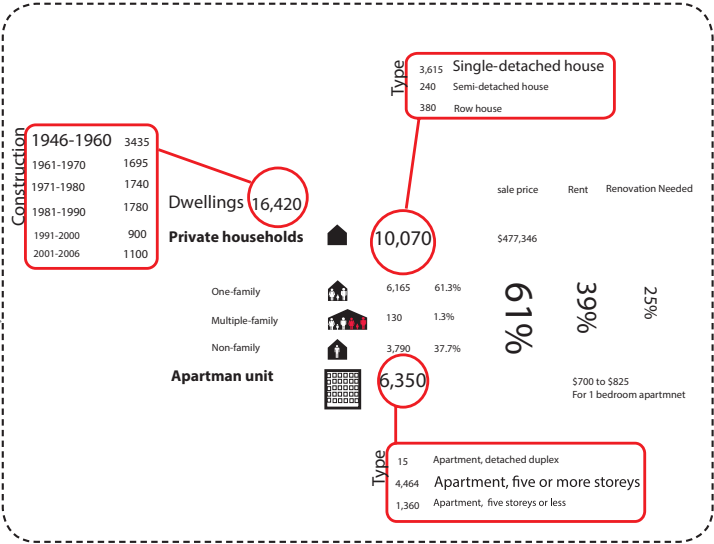 Type
3,615 Single-detached house
240 Semi-detached house
380 Row house
Construction
1946-1960 3435
1961-1970 1695
1971-1980 1740
1981-1990 1780
1991-2000 900
2001-2006 1100
Dwellings 16,420
sale price Rent Renovation Needed
Private households 10,070 $477,346
One-family 6,165 61.3%
Multiple-family 130 1.3%
Non-family 3,790 37.7%
61% 39% 25%
Apartman unit 6,350
$700 to $825
For 1 bedroom apartmnet
Type
15 Apartment, detached duplex
4,464 Apartment, five or more storeys
1,360 Apartment, five storeys or less